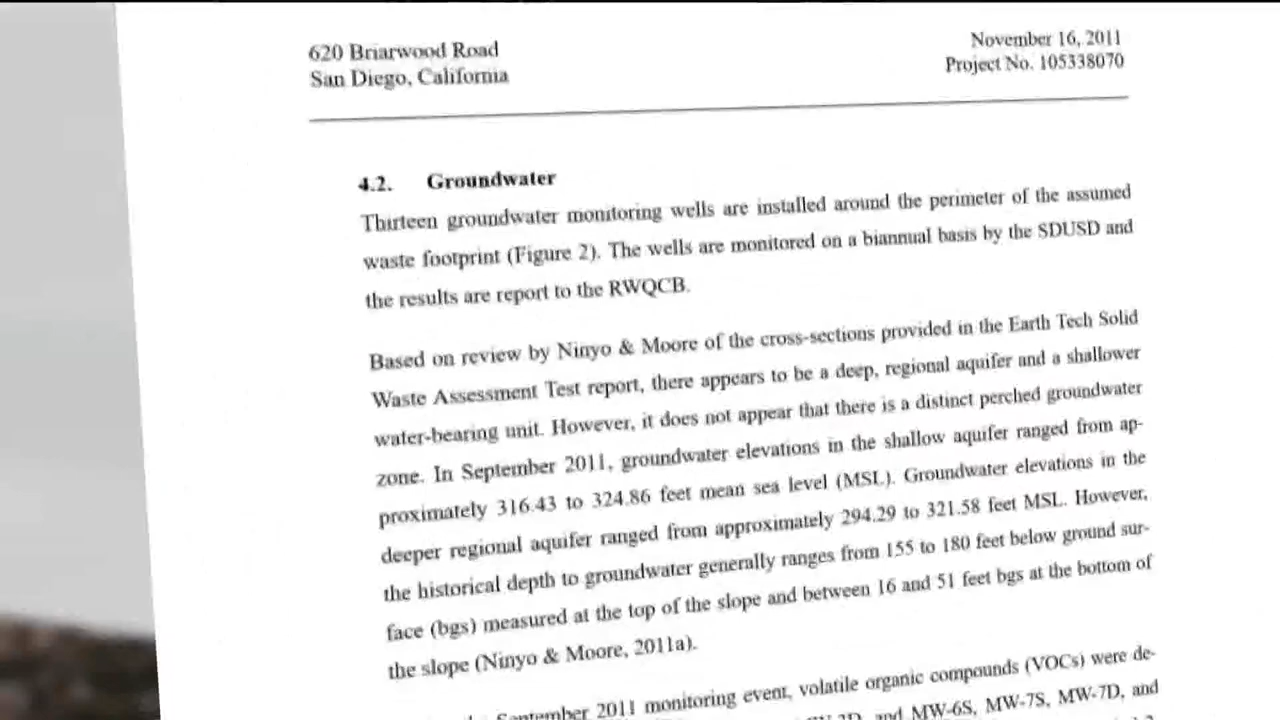 620 Briarwood Road
San Diego, California
November 16, 2011
Project No. 105338070
4.2. Groundwater
Thirteen groundwater monitoring wells are installed around the perimeter of the assumed
waste footprint (Figure 2). The wells are monitored on a biannual basis by the SDUSD and
the results are report to the RWQCB.
Based on review by Ninyo & Moore of the cross-sections provided in the Earth Tech Solid
Waste Assessment Test report, there appears to be a deep, regional aquifer and a shallower
water-bearing unit. However, it does not appear that there is a distinct perched groundwater
zone. In September 2011, groundwater elevations in the shallow aquifer ranged from ap-
proximately 316.43 to 324.86 feet mean sea level (MSL). Groundwater elevations in the
deeper regional aquifer ranged from approximately 294.29 to 321.58 feet MSL. However,
the historical depth to groundwater generally ranges from 155 to 180 feet below ground sur-
face (bgs) measured at the top of the slope and between 16 and 51 feet bgs at the bottom of
the slope (Ninyo & Moore, 2011a).
September 2011 monitoring event, volatile organic compounds (VOCs) were de-
and MW-6S, MW-7S, MW-7D, and